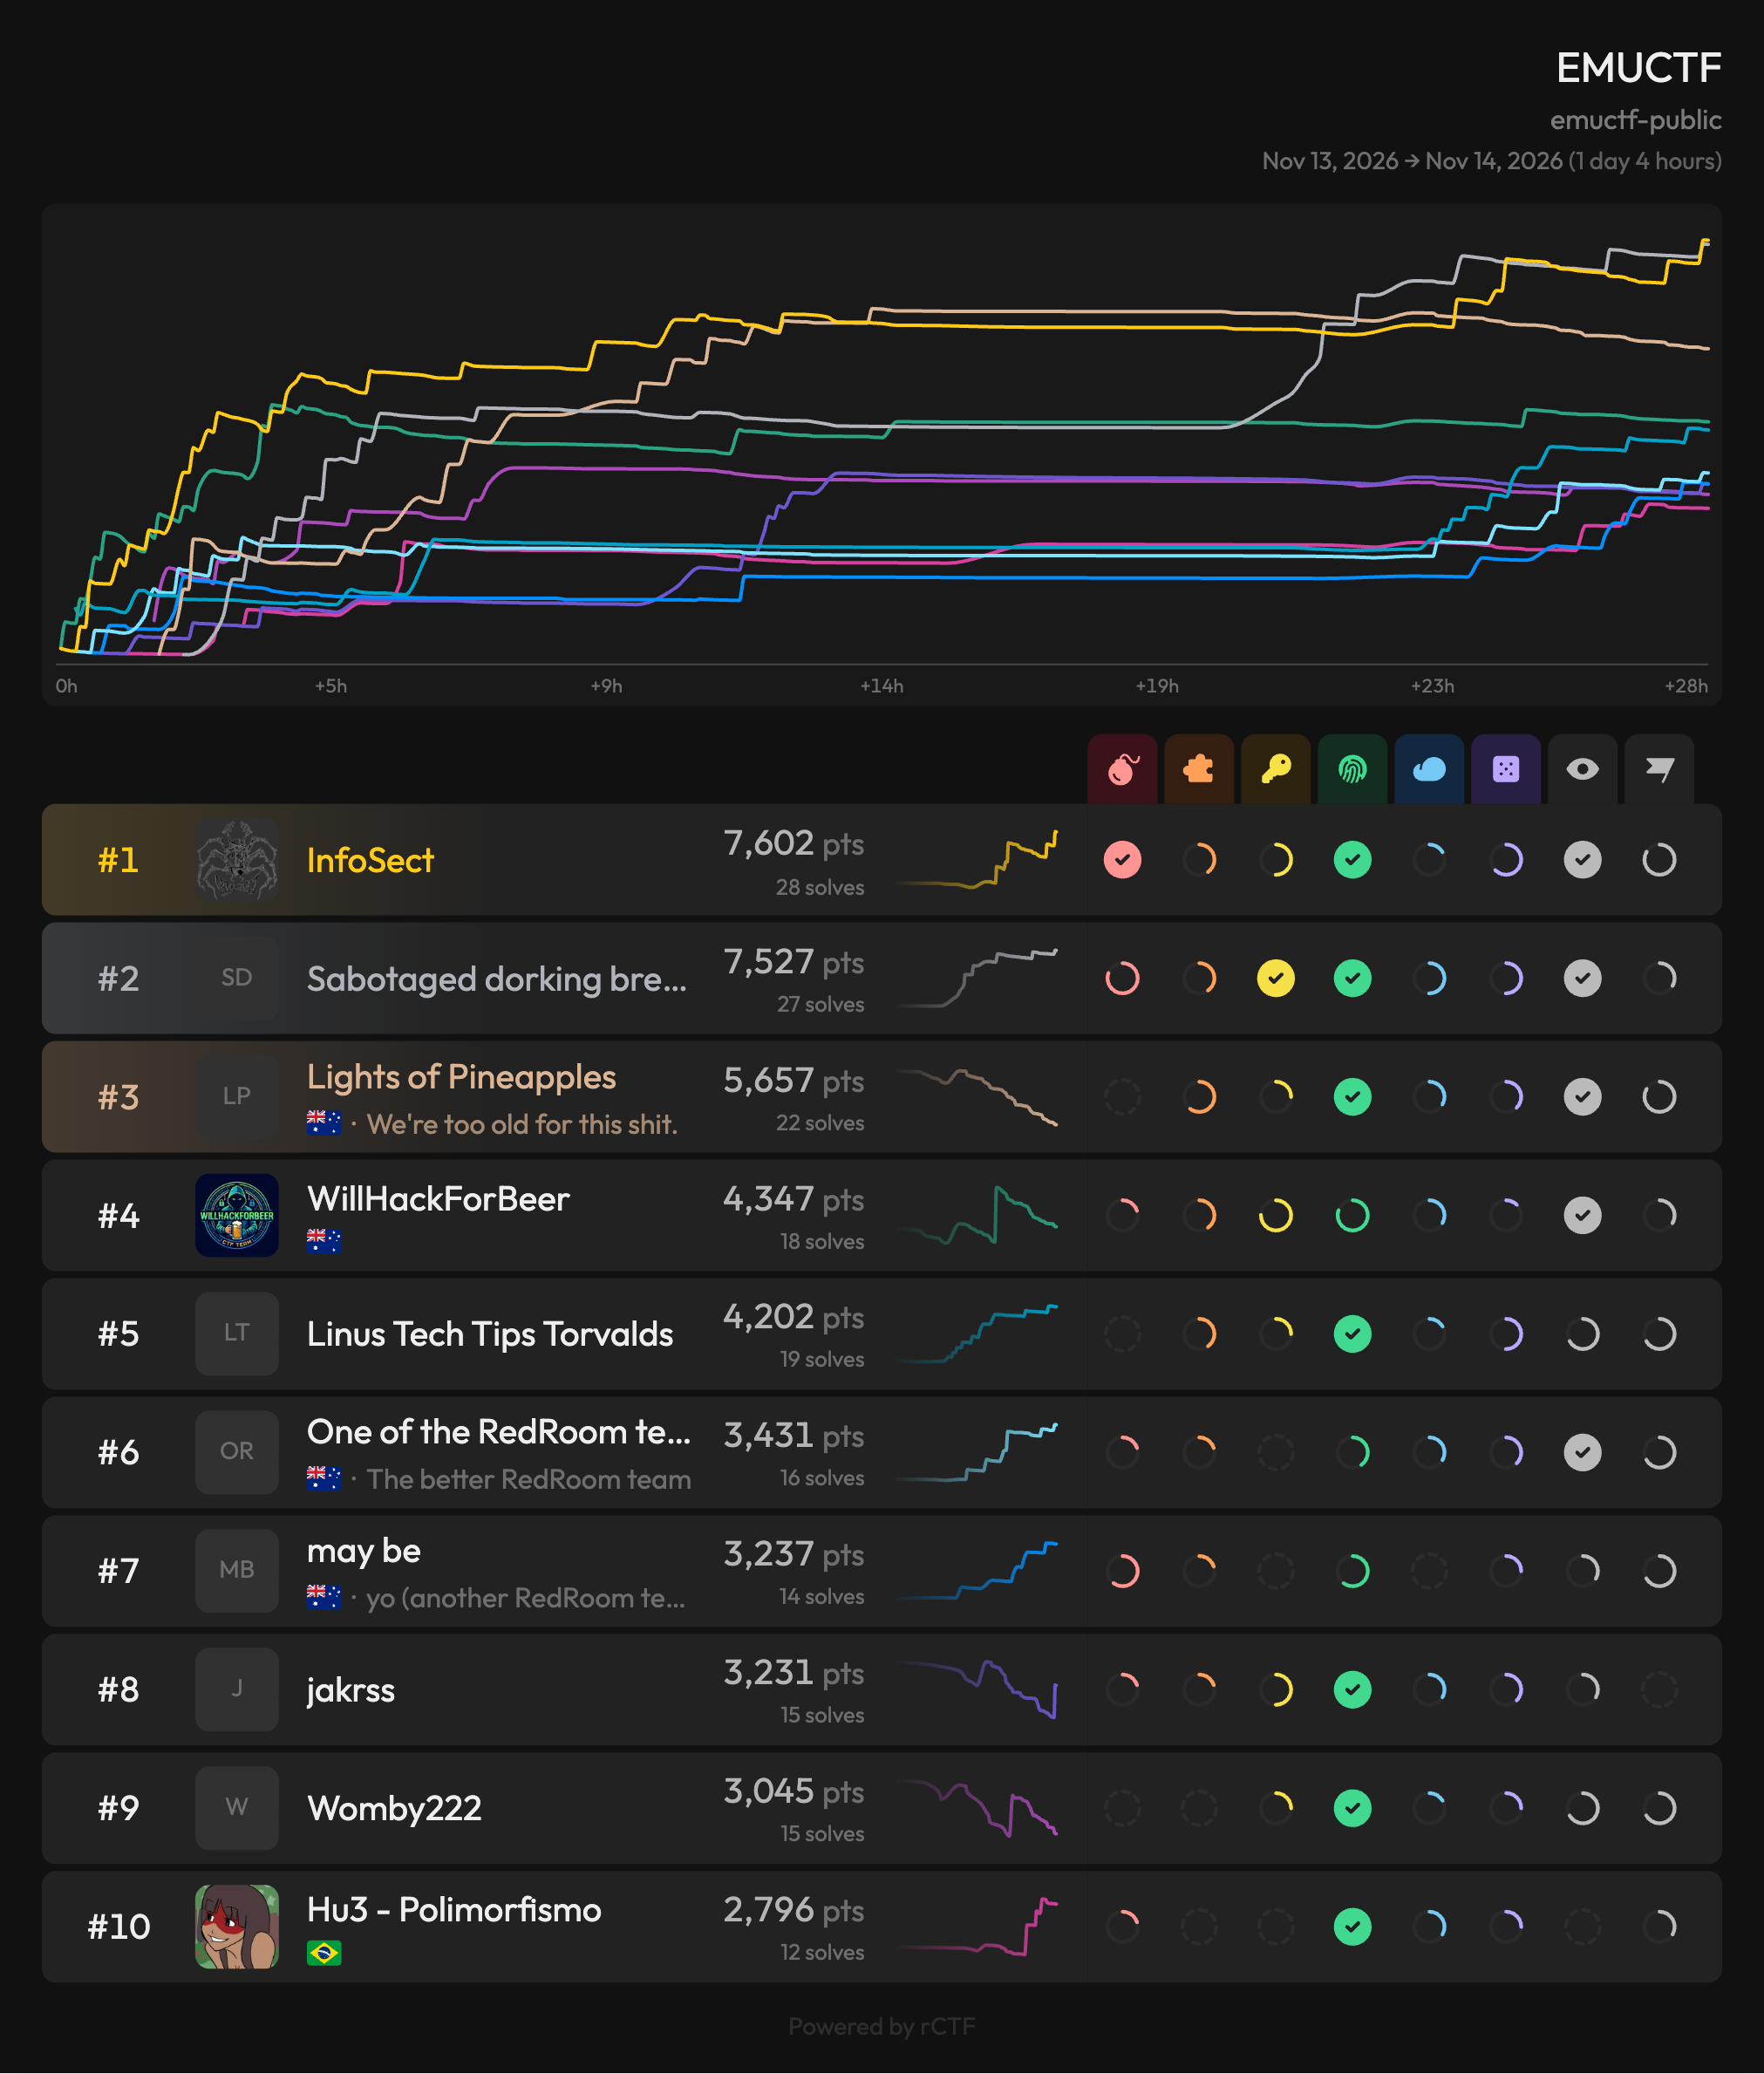 EMUCTF
emuctf-public
Nov 13, 2026 → Nov 14, 2026 (1 day 4 hours)
0h +5h +9h +14h +19h +23h +28h
#1 InfoSect 7,602 pts
28 solves
#2 SD Sabotaged dorking bre... 7,527 pts
27 solves
#3 LP Lights of Pineapples 5,657 pts
· We're too old for this shit. 22 solves
#4 WILLHACKFORBEER CTF TEAM WillHackForBeer 4,347 pts
18 solves
#5 LT Linus Tech Tips Torvalds 4,202 pts
19 solves
#6 OR One of the RedRoom te... 3,431 pts
· The better RedRoom team 16 solves
#7 MB may be 3,237 pts
· yo (another RedRoom te... 14 solves
#8 J jakrss 3,231 pts
15 solves
#9 W Womby222 3,045 pts
15 solves
#10 Hu3 - Polimorfismo 2,796 pts
12 solves
Powered by rCTF